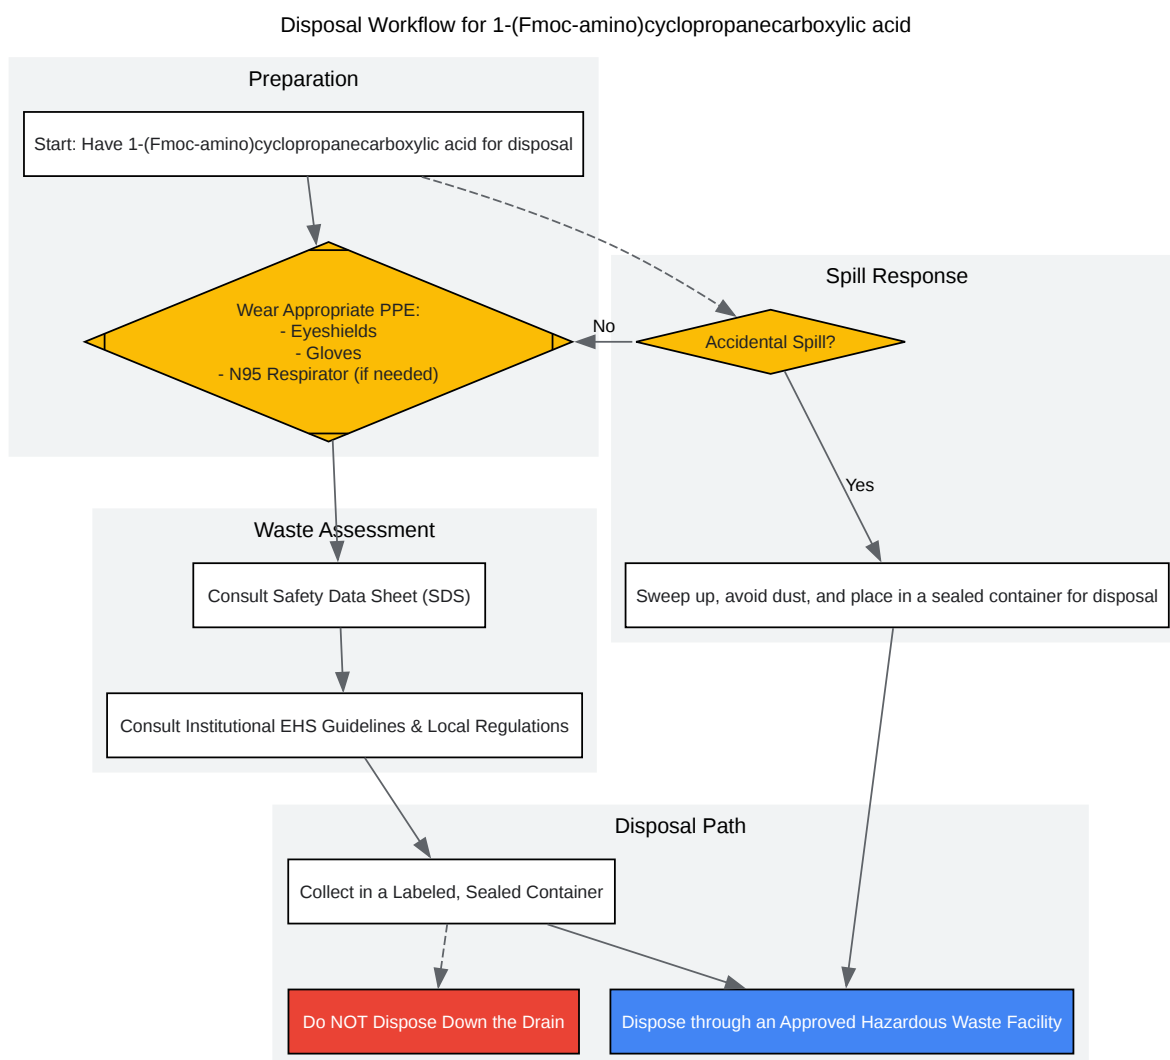 Disposal Workflow for 1-(Fmoc-amino)cyclopropanecarboxylic acid
Preparation
Start: Have 1-(Fmoc-amino)cyclopropanecarboxylic acid for disposal
Wear Appropriate PPE:
- Eyeshields
- Gloves
- N95 Respirator (if needed)
Spill Response
No
Accidental Spill?
Yes
Sweep up, avoid dust, and place in a sealed container for disposal
Waste Assessment
Consult Safety Data Sheet (SDS)
Consult Institutional EHS Guidelines & Local Regulations
Disposal Path
Collect in a Labeled, Sealed Container
Do NOT Dispose Down the Drain
Dispose through an Approved Hazardous Waste Facility